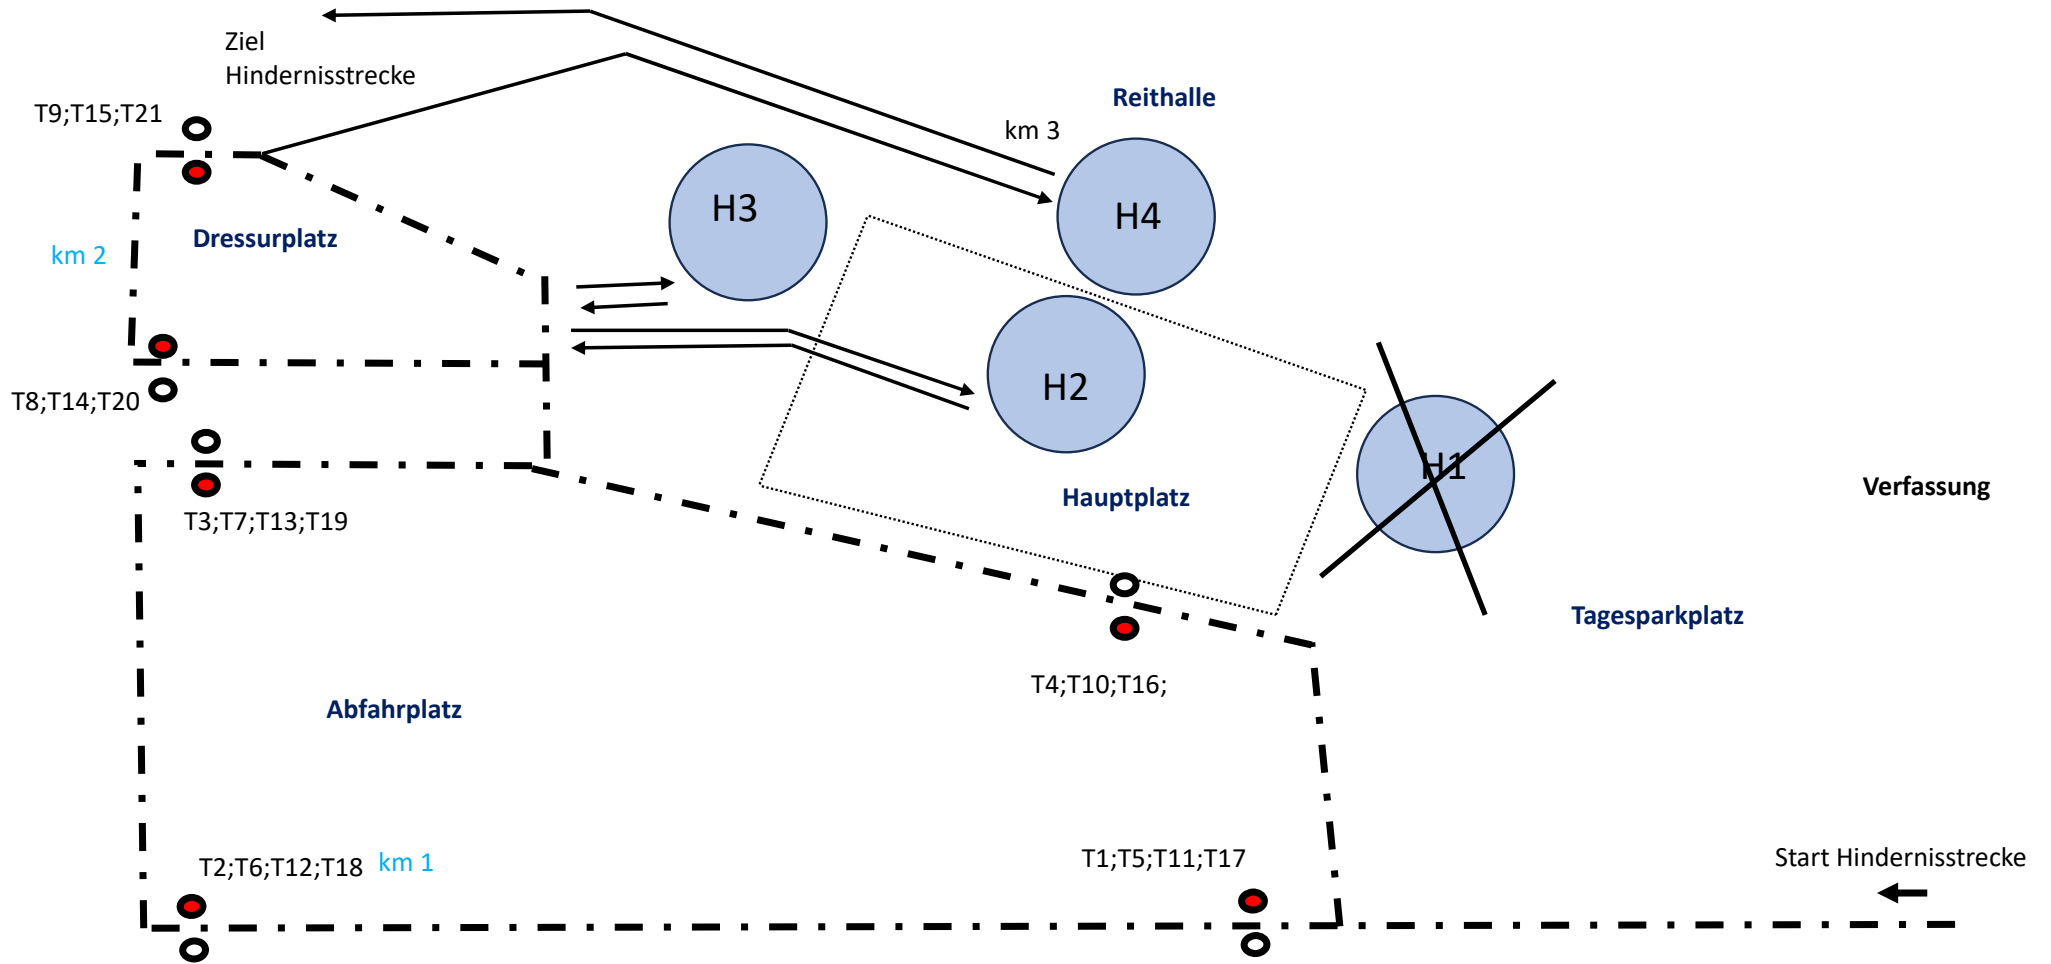 Ziel
Hindernisstrecke
Reithalle
T9;T15;T21
km 3
H3
H4
Dressurplatz
km 2
H2
T8;T14;T20
H1
Verfassung
Hauptplatz
T3;T7;T13;T19
Tagesparkplatz
T4;T10;T16;
Abfahrplatz
T2;T6;T12;T18
km 1
T1;T5;T11;T17
Start Hindernisstrecke